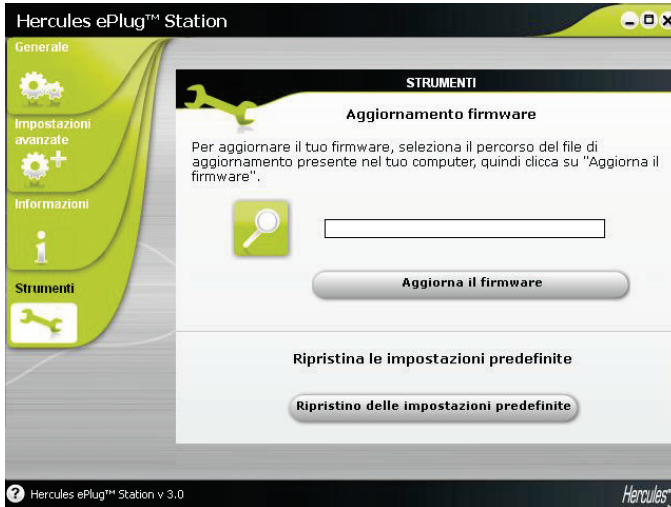 Hercules ePlug™ Station
Generale
Impostazioni
avanzate
Informazioni
Strumenti
STRUMENTI
Aggiornamento firmware
Per aggiornare il tuo firmware, seleziona il percorso del file di
aggiornamento presente nel tuo computer, quindi clicca su "Aggiorna il
firmware".
Aggiorna il firmware
Ripristina le impostazioni predefinite
Ripristino delle impostazioni predefinite
? Hercules ePlug™ Station v 3.0
Hercules™